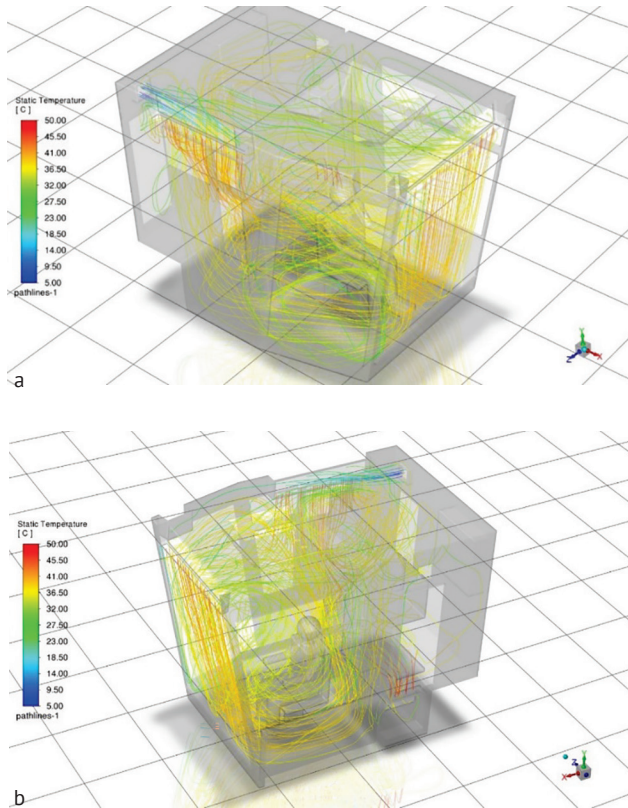 Static Temperature
[ C ]
50.00
45.50
41.00
36.50
32.00
27.50
23.00
18.50
14.00
9.50
5.00
pathlines-1
Y
Z
X
a
Static Temperature
[ C ]
50.00
45.50
41.00
36.50
32.00
27.50
23.00
18.50
14.00
9.50
5.00
pathlines-1
Y
Z
X
b